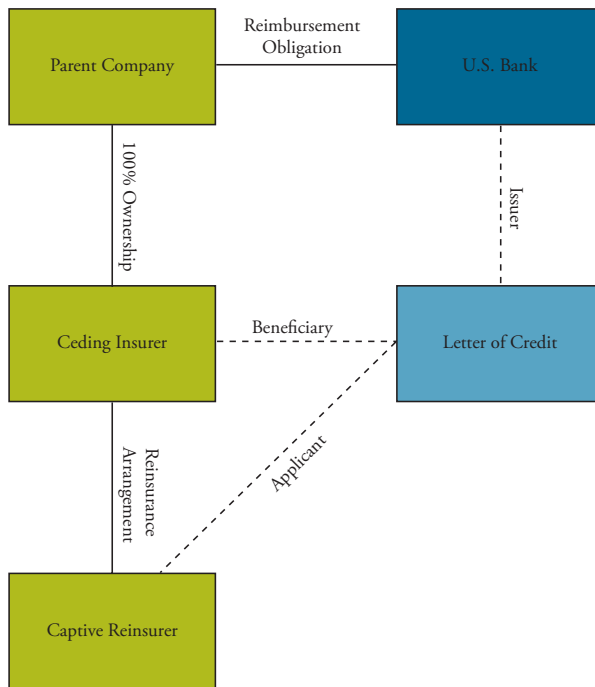 Reimbursement
Obligation
Parent Company
U.S. Bank
100% Ownership
Issuer
Beneficiary
Ceding Insurer
Letter of Credit
Reinsurance
Arrangement
Applicant
Captive Reinsurer